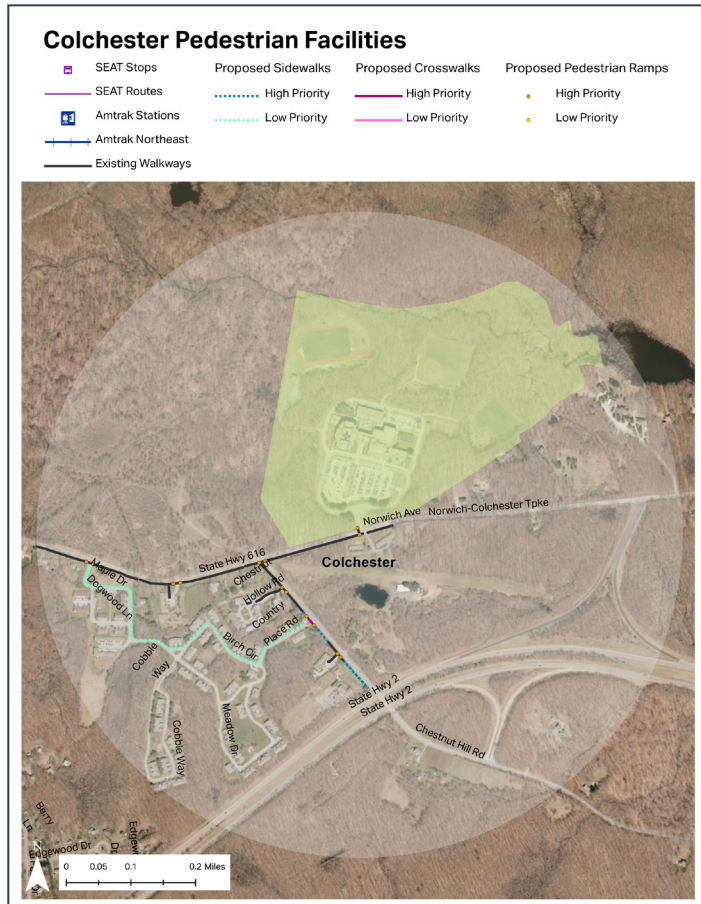 Colchester Pedestrian Facilities
SEAT Stops
SEAT Routes
Amtrak Stations
Amtrak Northeast
Existing Walkways
Proposed Sidewalks
High Priority
Low Priority
Proposed Crosswalks
High Priority
Low Priority
Proposed Pedestrian Ramps
High Priority
Low Priority
Norwich-Colchester Tpke
Norwich Ave
State Hwy 616
Colchester
Chestnut
Maple Dr
Dogwood Ln
Hollow Rd
Country
Place Rd
Birch Cir
Cobble
Way
Meadow Dr
Cobble Way
State Hwy 2
State Hwy 2
Chestnut Hill Rd
Berry
Ln
Edgewood Dr
Dr
Edgew
Dr
0 0.05 0.1 0.2 Miles